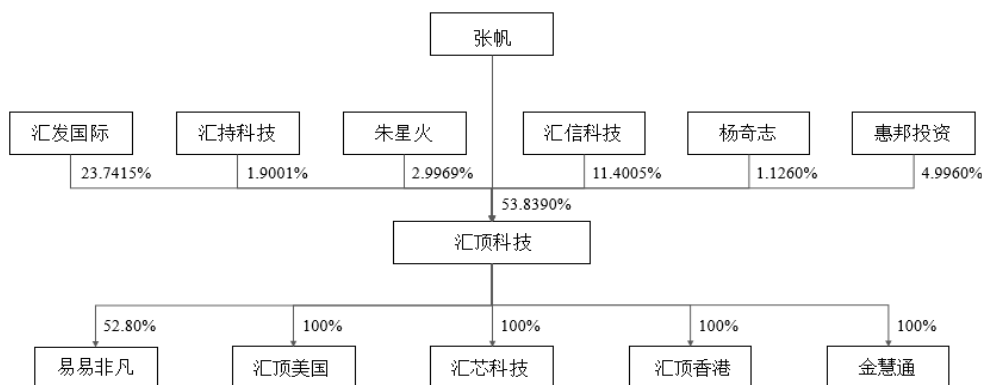 张帆
汇发国际
汇持科技
朱星火
汇信科技
杨奇志
惠邦投资
23.7415%
1.9001%
2.9969%
11.4005%
1.1260%
4.9960%
53.8390%
汇顶科技
52.80%
100%
100%
100%
100%
易易非凡
汇顶美国
汇芯科技
汇顶香港
金慧通